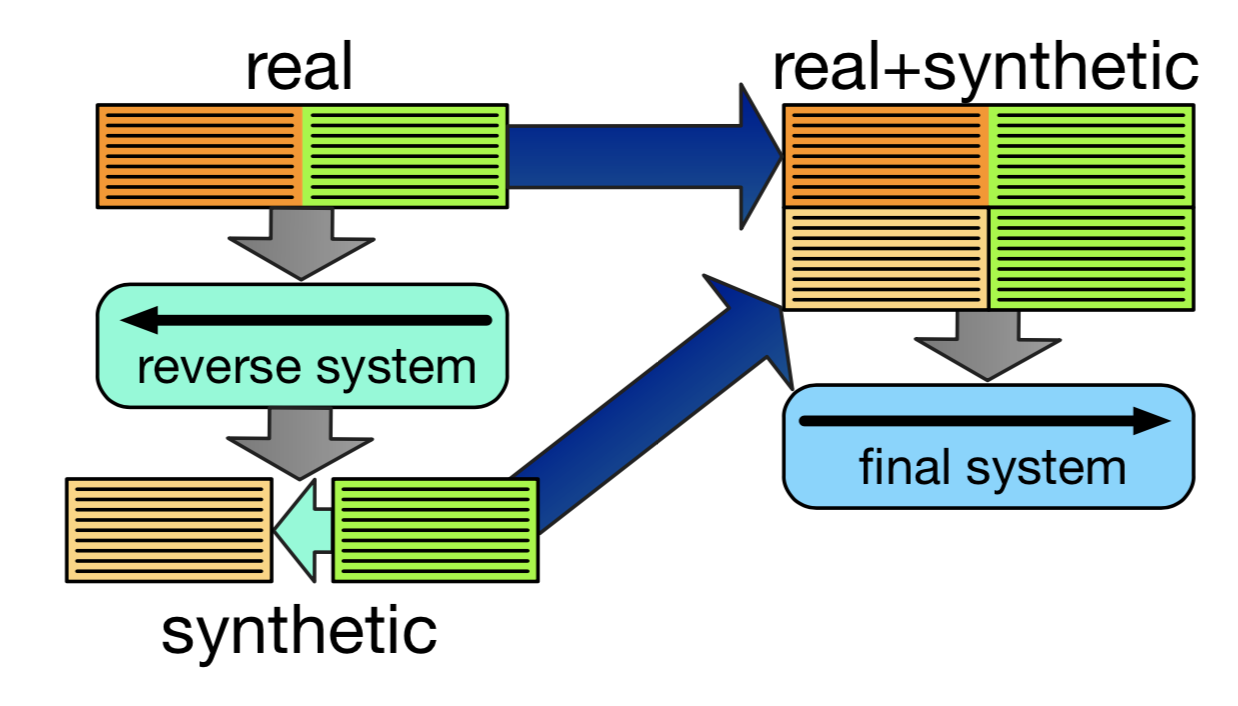 real
real+synthetic
reverse system
final system
synthetic